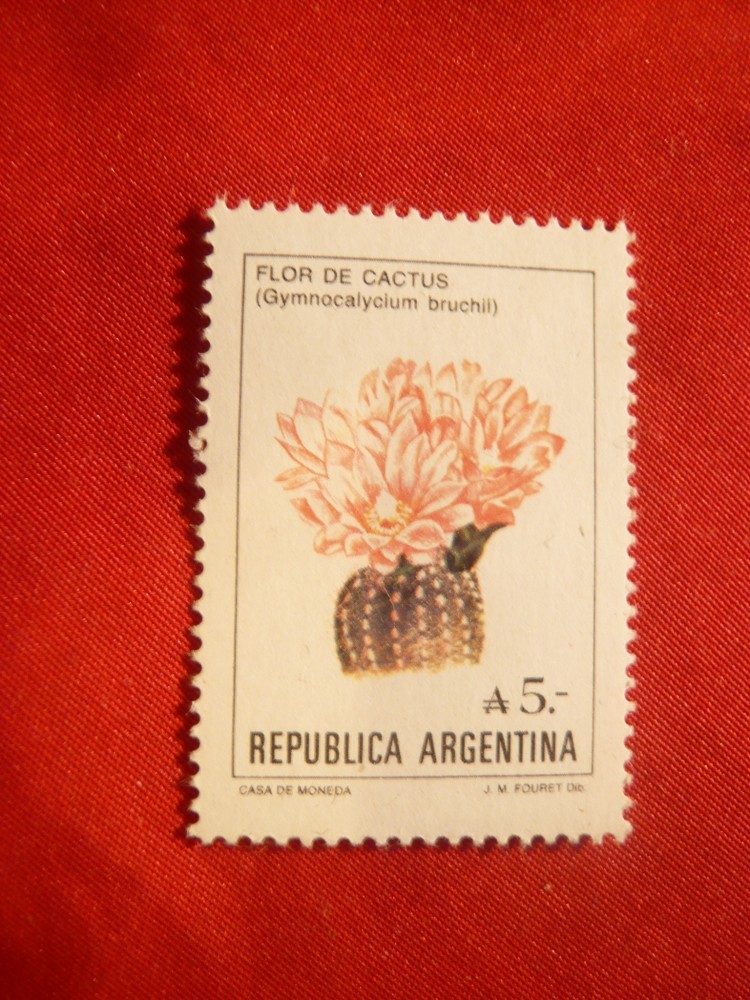 FLOR DE CACTUS
(Gymnocalycium bruchii)
₳ 5.-
REPUBLICA ARGENTINA
CASA DE MONEDA J. M. FOURET Dib.